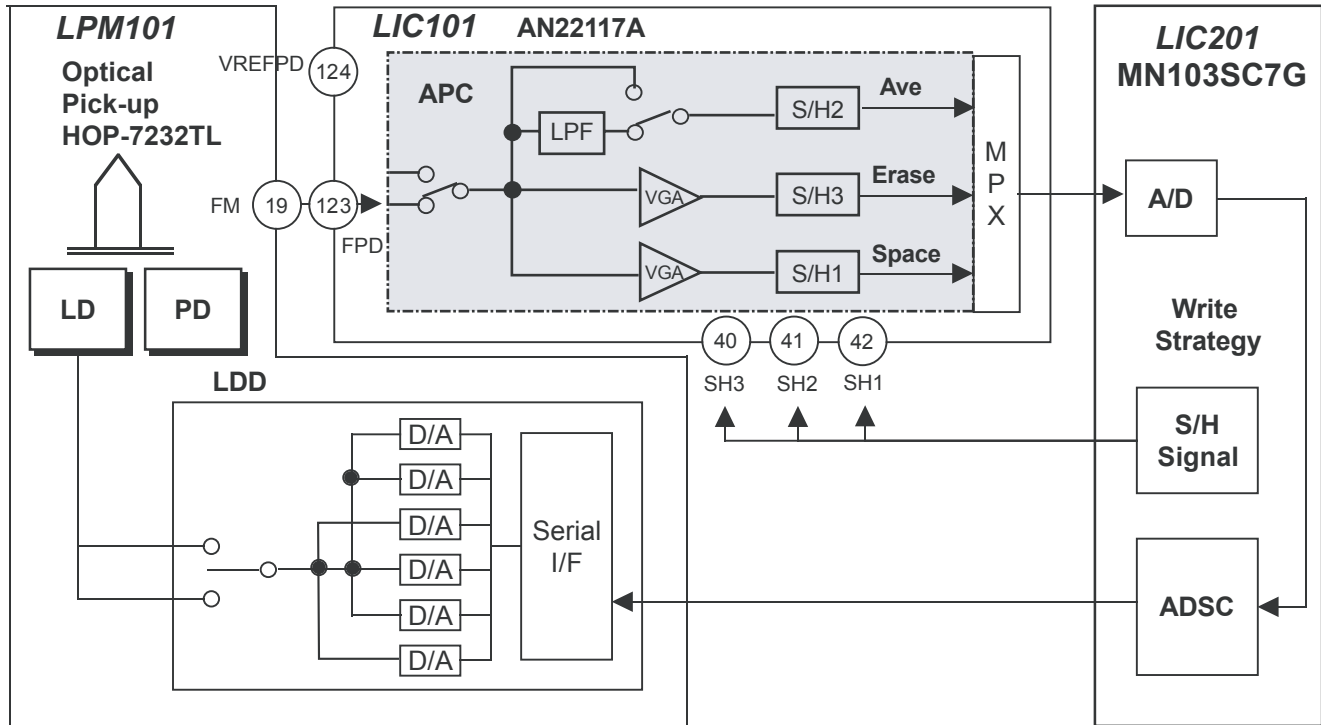 LPM101
Optical
Pick-up
HOP-7232TL
LIC101 AN22117A
LIC201
MN103SC7G
VREFPD 124
APC
LPF
S/H2
Ave
FM 19 123
FPD
VGA
S/H3
Erase
VGA
S/H1
Space
M
P
X
A/D
LD
PD
40 41 42
SH3 SH2 SH1
Write
Strategy
S/H
Signal
LDD
D/A
D/A
D/A
D/A
D/A
D/A
Serial
I/F
ADSC